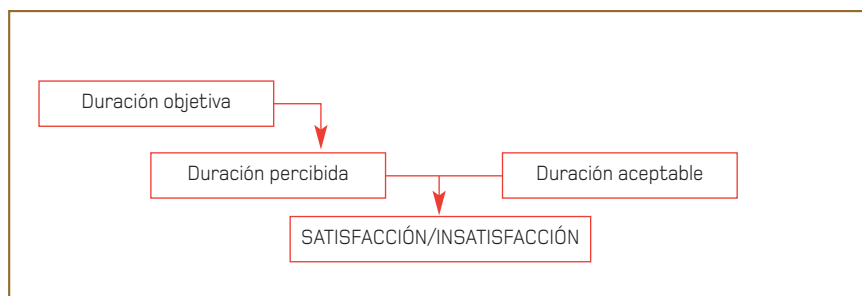 Duración objetiva
Duración percibida
Duración aceptable
SATISFACCIÓN/INSATISFACCIÓN